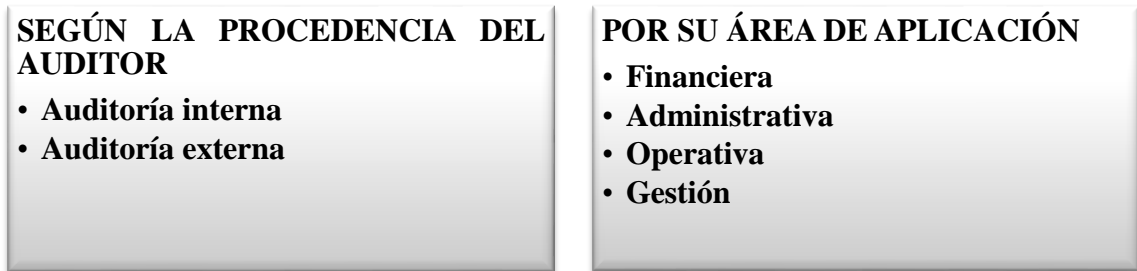 SEGÚN LA PROCEDENCIA DEL
AUDITOR
• Auditoría interna
• Auditoría externa
POR SU ÁREA DE APLICACIÓN
• Financiera
• Administrativa
• Operativa
• Gestión